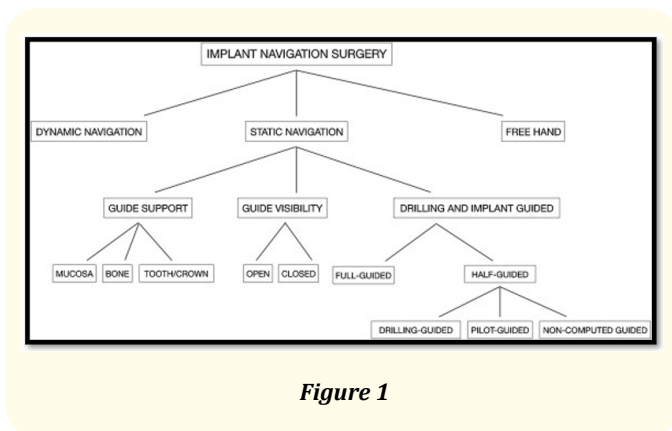 IMPLANT NAVIGATION SURGERY
DYNAMIC NAVIGATION
STATIC NAVIGATION
FREE HAND
GUIDE SUPPORT
GUIDE VISIBILITY
DRILLING AND IMPLANT GUIDED
MUCOSA
BONE
TOOTH/CROWN
OPEN
CLOSED
FULL-GUIDED
HALF-GUIDED
DRILLING-GUIDED
PILOT-GUIDED
NON-COMPUTED GUIDED
Figure 1